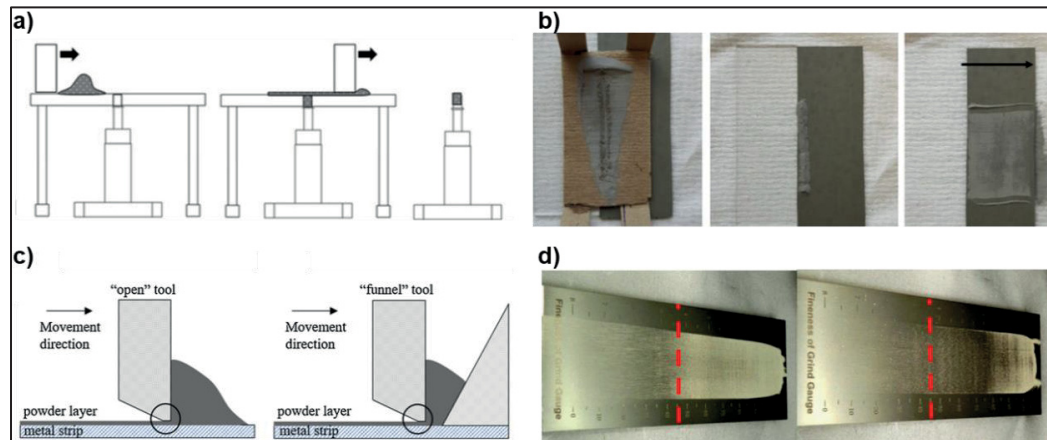 a)
b)
c)
"open" tool
Movement
direction
powder layer
metal strip
"funnel" tool
Movement
direction
powder layer
metal strip
d)
Fineness of Grind Gauge